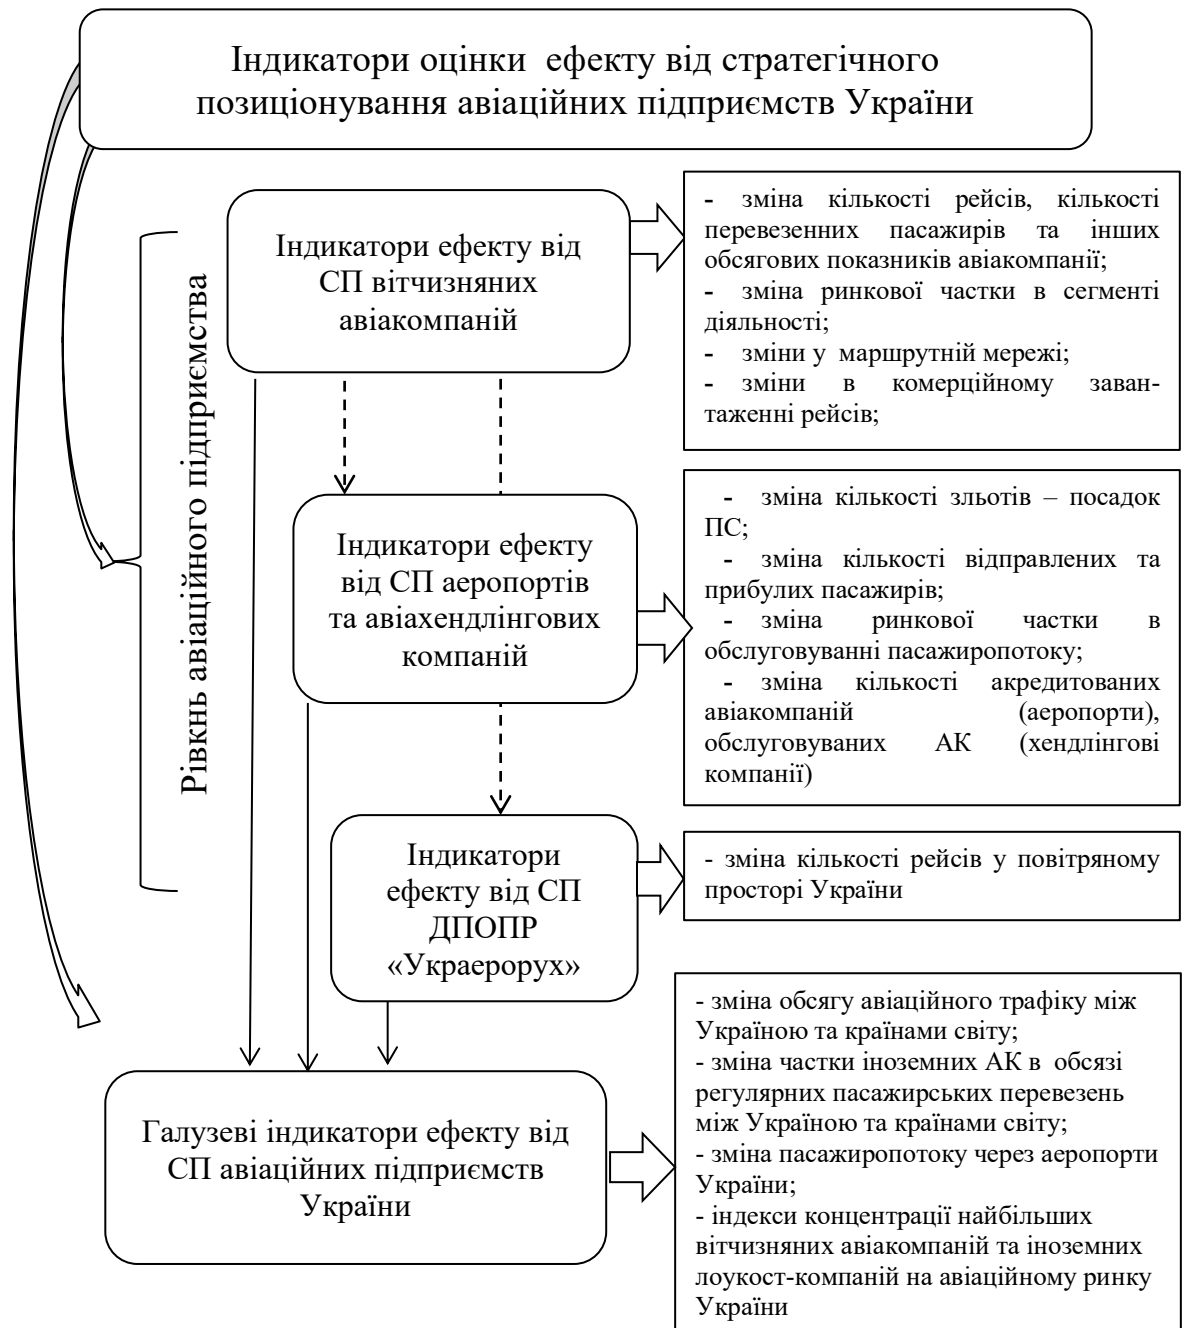 Індикатори оцінки ефекту від стратегічного
позиціонування авіаційних підприємств України
Рівкнь авіаційного підприємства
Індикатори ефекту від
СП вітчизняних
авіакомпаній
- зміна кількості рейсів, кількості
перевезенних пасажирів та інших
обсягових показників авіакомпанії;
- зміна ринкової частки в сегменті
діяльності;
- зміни у маршрутній мережі;
- зміни в комерційному заван-
таженні рейсів;
Індикатори ефекту
від СП аеропортів
та авіахендлінгових
компаній
- зміна кількості зльотів – посадок
ПС;
- зміна кількості відправлених та
прибулих пасажирів;
- зміна ринкової частки в
обслуговуванні пасажиропотоку;
- зміна кількості акредитованих
авіакомпаній (аеропорти),
обслуговуваних АК (хендлінгові
компанії)
Індикатори
ефекту від СП
ДПОПР
«Украерорух»
- зміна кількості рейсів у повітряному
просторі України
Галузеві індикатори ефекту від
СП авіаційних підприємств
України
- зміна обсягу авіаційного трафіку між
Україною та країнами світу;
- зміна частки іноземних АК в обсязі
регулярних пасажирських перевезень
між Україною та країнами світу;
- зміна пасажиропотоку через аеропорти
України;
- індекси концентрації найбільших
вітчизняних авіакомпаній та іноземних
лоукост-компаній на авіаційному ринку
України